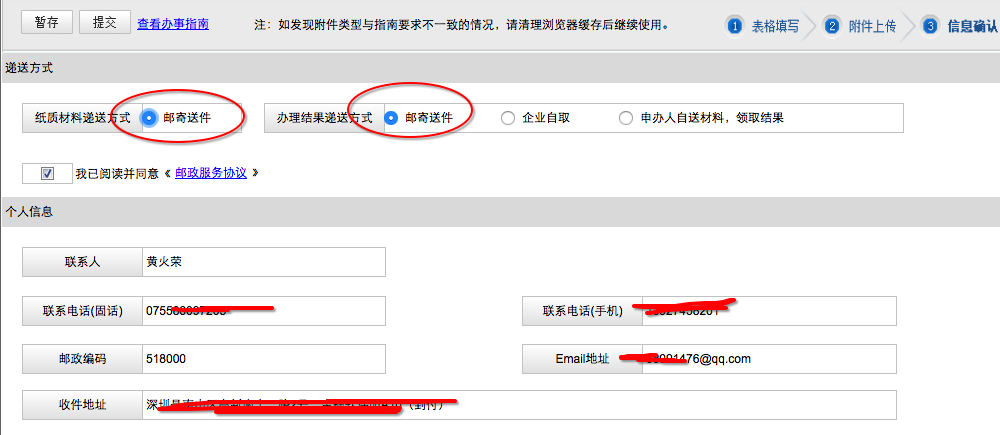 暂存 提交 查看办事指南 注：如发现附件类型与指南要求不一致的情况，请清理浏览器缓存后继续使用。 1 表格填写 2 附件上传 3 信息确认
递送方式
纸质材料递送方式 邮寄送件 办理结果递送方式 邮寄送件 企业自取 申办人自送材料，领取结果
我已阅读并同意《 邮政服务协议 》
个人信息
联系人 黄火荣
联系电话(固话) 0755 联系电话(手机)
邮政编码 518000 Email地址 1476@qq.com
收件地址 深圳 （到付）